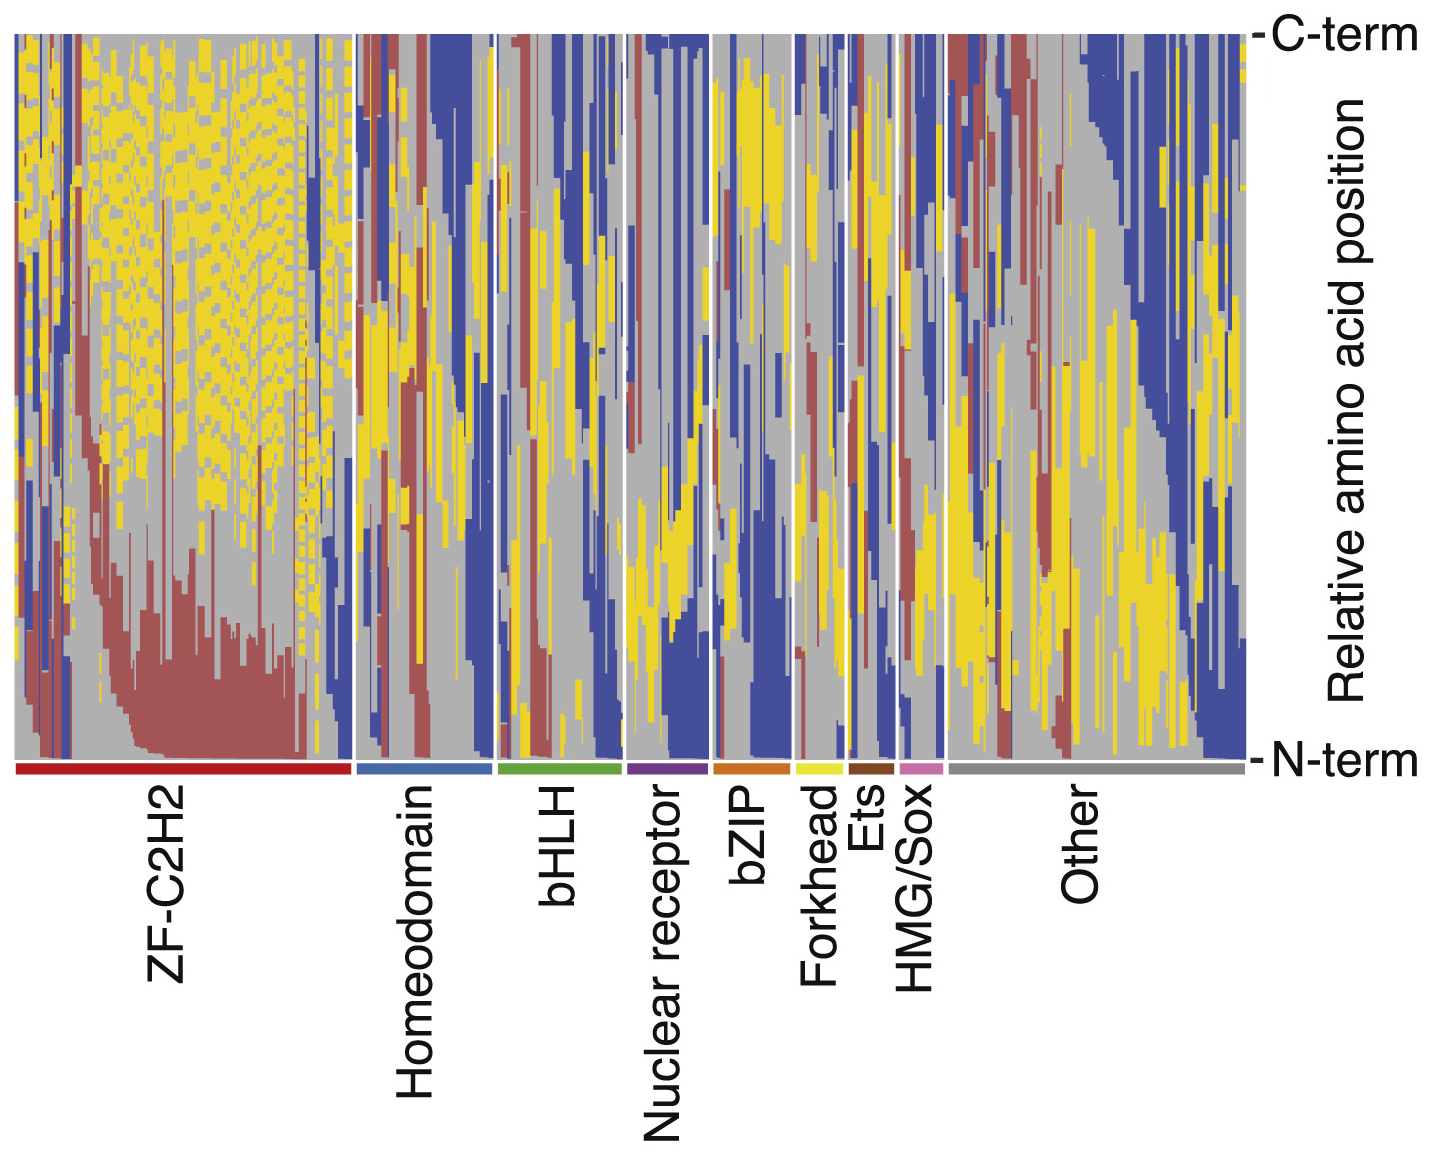 C-term
Relative amino acid position
N-term
ZF-C2H2
Homeodomain
bHLH
Nuclear receptor
bZIP
Forkhead
Ets
HMG/Sox
Other